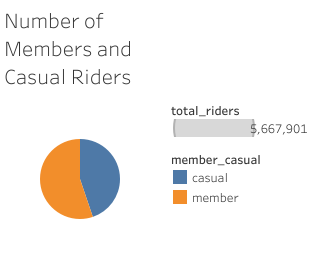 Number of
Members and
Casual Riders
total_riders
5,667,901
member_casual
casual
member